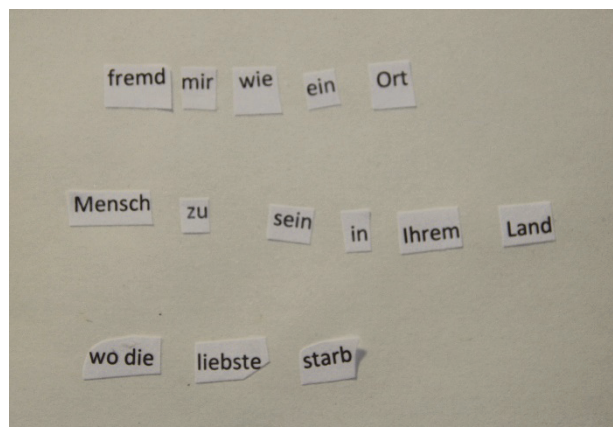 fremd mir wie ein Ort
Mensch zu sein in Ihrem Land
wo die liebste starb